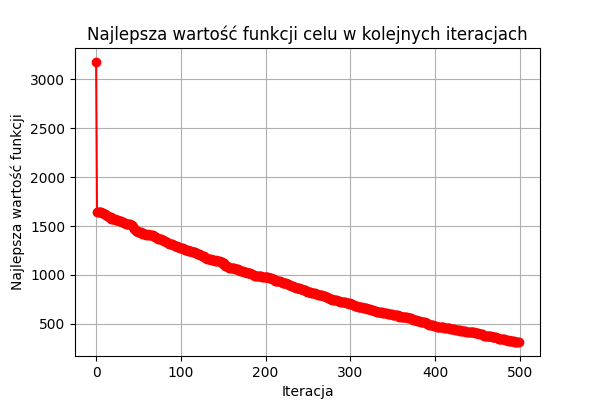 Najlepsza wartość funkcji celu w kolejnych iteracjach
Najlepsza wartość funkcji
3000
2500
2000
1500
1000
500
0 100 200 300 400 500
Iteracja